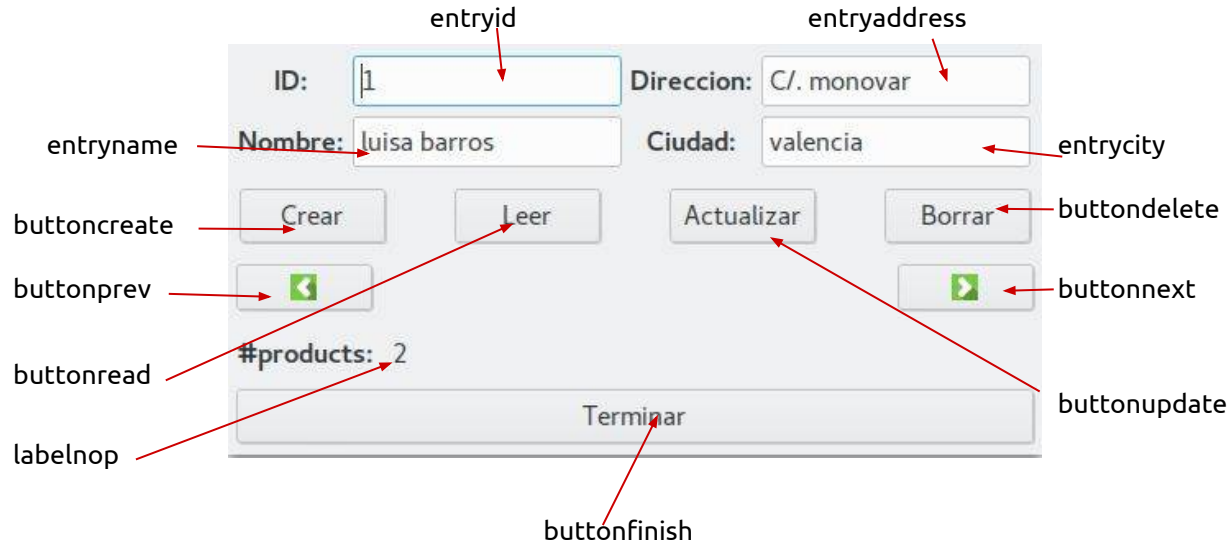 entryid entryaddress
ID: 1 Direccion: C/. monovar
entryname Nombre: luisa barros Ciudad: valencia entrycity
buttoncreate Crear Leer Actualizar Borrar buttondelete
buttonprev buttonnext
#products: 2
buttonread
buttonupdate
Terminar
labelnop
buttonfinish